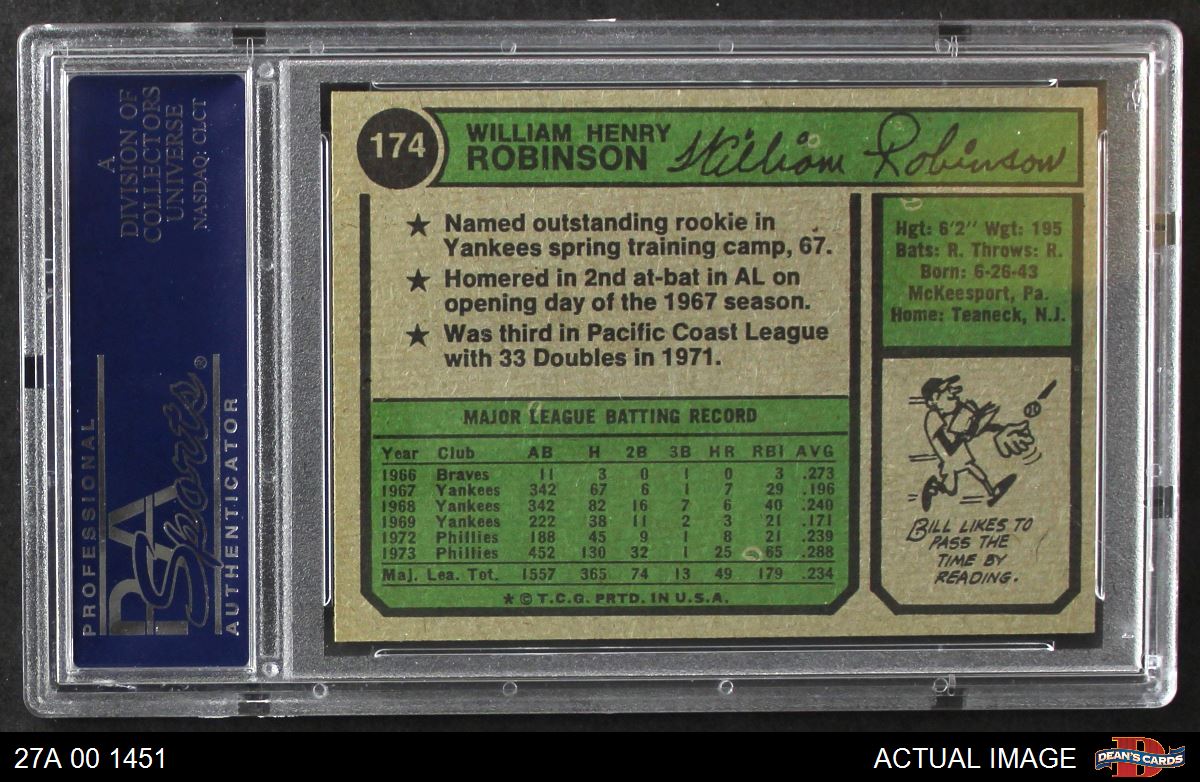 A
DIVISION OF
COLLECTORS
UNIVERSE
NASDAQ: CLCT
PROFESSIONAL
PSA
Sports®
AUTHENTICATOR
174
WILLIAM HENRY
ROBINSON
William Robinson
★ Named outstanding rookie in
Yankees spring training camp, 67.
★ Homered in 2nd at-bat in AL on
opening day of the 1967 season.
★ Was third in Pacific Coast League
with 33 Doubles in 1971.
Hgt: 6'2" Wgt: 195
Bats: R. Throws: R.
Born: 6-26-43
McKeesport, Pa.
Home: Teaneck, N.J.
MAJOR LEAGUE BATTING RECORD
Year Club AB H 2B 3B HR RBI AVG
1966 Braves 11 3 0 1 0 3 .273
1967 Yankees 342 67 6 1 7 29 .196
1968 Yankees 342 82 16 7 6 40 .240
1969 Yankees 222 38 11 2 3 21 .171
1972 Phillies 188 45 9 1 8 21 .239
1973 Phillies 452 130 32 1 25 65 .288
Maj. Lea. Tot. 1557 365 74 13 49 179 .234
★ © T.C.G. PRTD. IN U.S.A.
BILL LIKES TO
PASS THE
TIME BY
READING.
27A 00 1451
ACTUAL IMAGE
DEAN'S CARDS